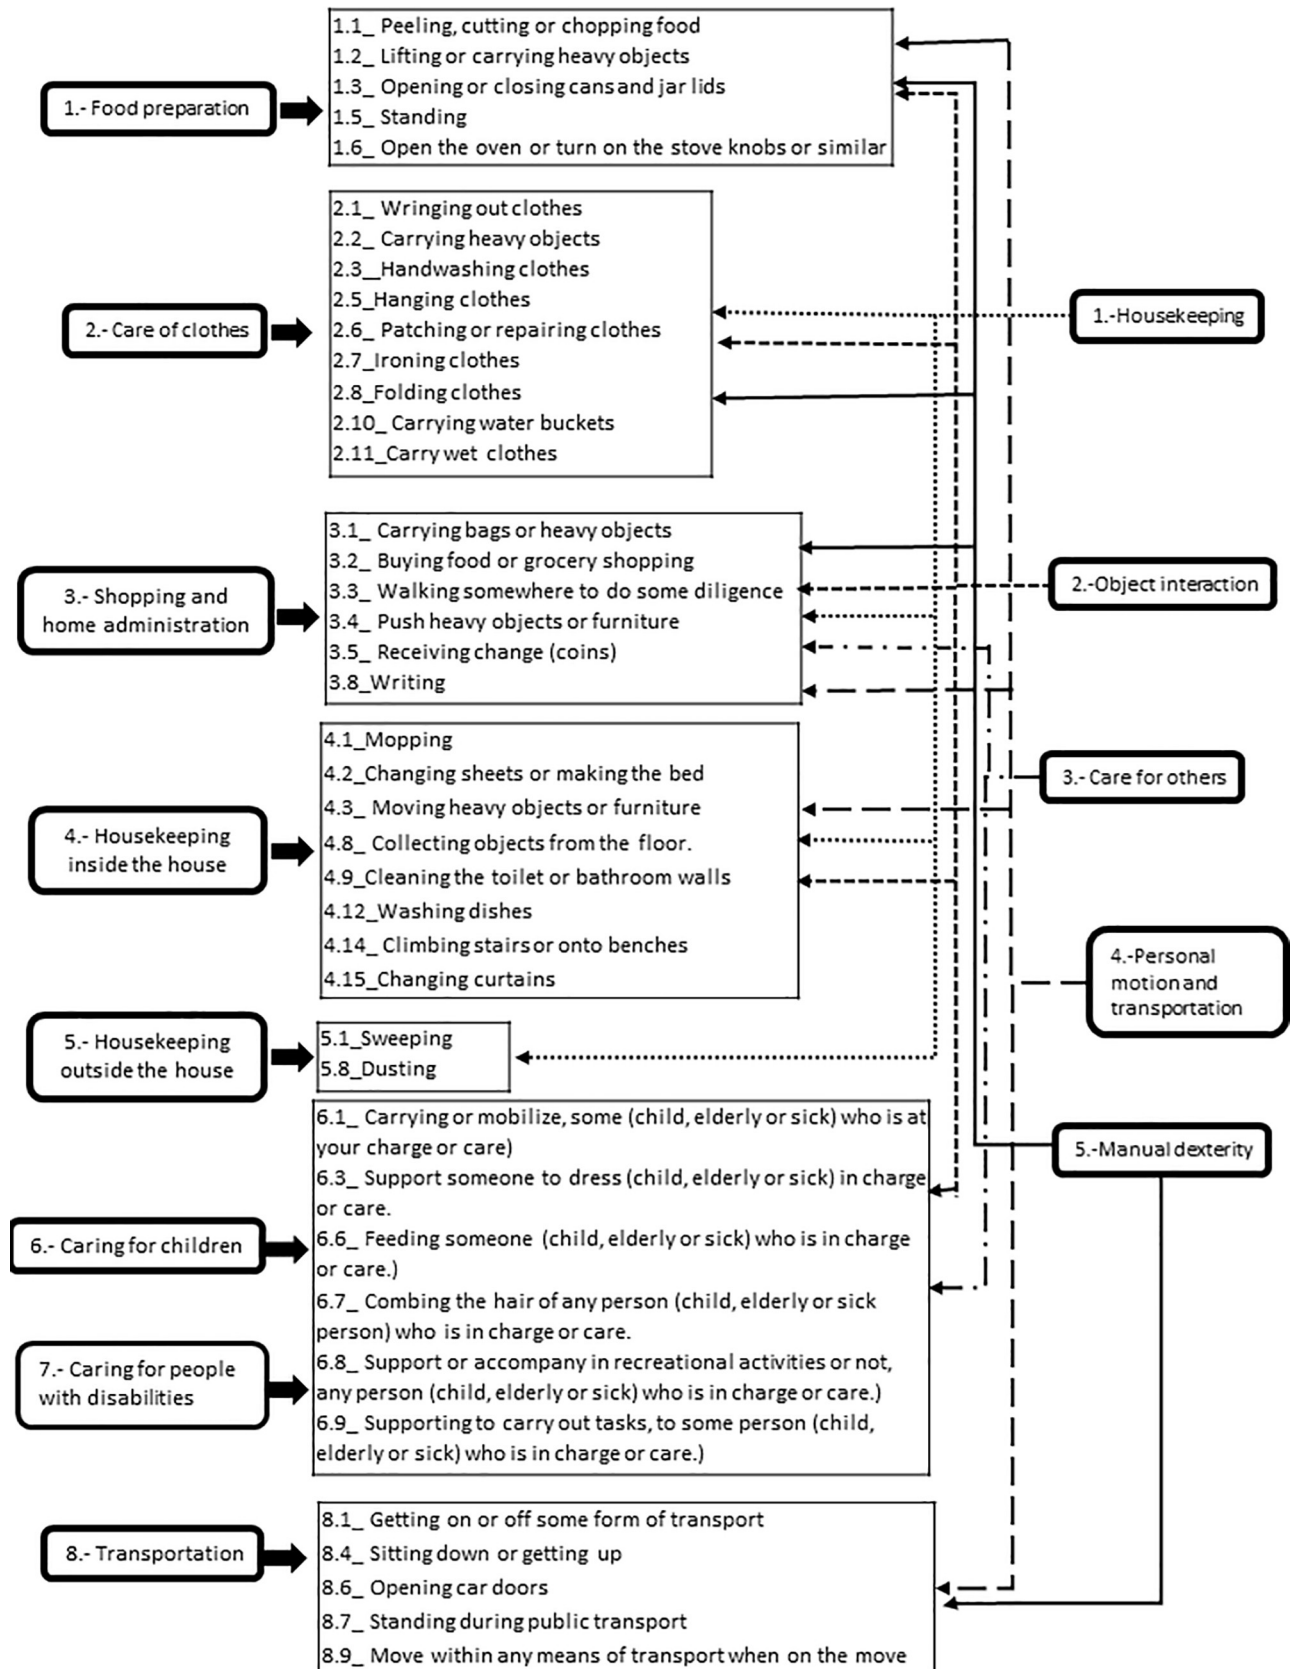 1.- Food preparation
1.1_ Peeling, cutting or chopping food
1.2_ Lifting or carrying heavy objects
1.3_ Opening or closing cans and jar lids
1.5_ Standing
1.6_ Open the oven or turn on the stove knobs or similar
2.- Care of clothes
2.1_ Wringing out clothes
2.2_ Carrying heavy objects
2.3__Handwashing clothes
2.5_Hanging clothes
2.6_ Patching or repairing clothes
2.7_Ironing clothes
2.8_Folding clothes
2.10_ Carrying water buckets
2.11_Carry wet clothes
1.-Housekeeping
3.- Shopping and
home administration
3.1_ Carrying bags or heavy objects
3.2_ Buying food or grocery shopping
3.3_ Walking somewhere to do some diligence
3.4_ Push heavy objects or furniture
3.5_ Receiving change (coins)
3.8_Writing
2.-Object interaction
4.- Housekeeping
inside the house
4.1_Mopping
4.2_Changing sheets or making the bed
4.3_ Moving heavy objects or furniture
4.8_ Collecting objects from the floor.
4.9_Cleaning the toilet or bathroom walls
4.12_Washing dishes
4.14_ Climbing stairs or onto benches
4.15_Changing curtains
3.- Care for others
4.-Personal
motion and
transportation
5.- Housekeeping
outside the house
5.1_Sweeping
5.8_Dusting
5.-Manual dexterity
6.- Caring for children
7.- Caring for people
with disabilities
6.1_ Carrying or mobilize, some (child, elderly or sick) who is at
your charge or care)
6.3_ Support someone to dress (child, elderly or sick) in charge
or care.
6.6_ Feeding someone (child, elderly or sick) who is in charge
or care.)
6.7_ Combing the hair of any person (child, elderly or sick
person) who is in charge or care.
6.8_ Support or accompany in recreational activities or not,
any person (child, elderly or sick) who is in charge or care.)
6.9_ Supporting to carry out tasks, to some person (child,
elderly or sick) who is in charge or care.)
8.- Transportation
8.1_ Getting on or off some form of transport
8.4_ Sitting down or getting up
8.6_ Opening car doors
8.7_ Standing during public transport
8.9_ Move within any means of transport when on the move